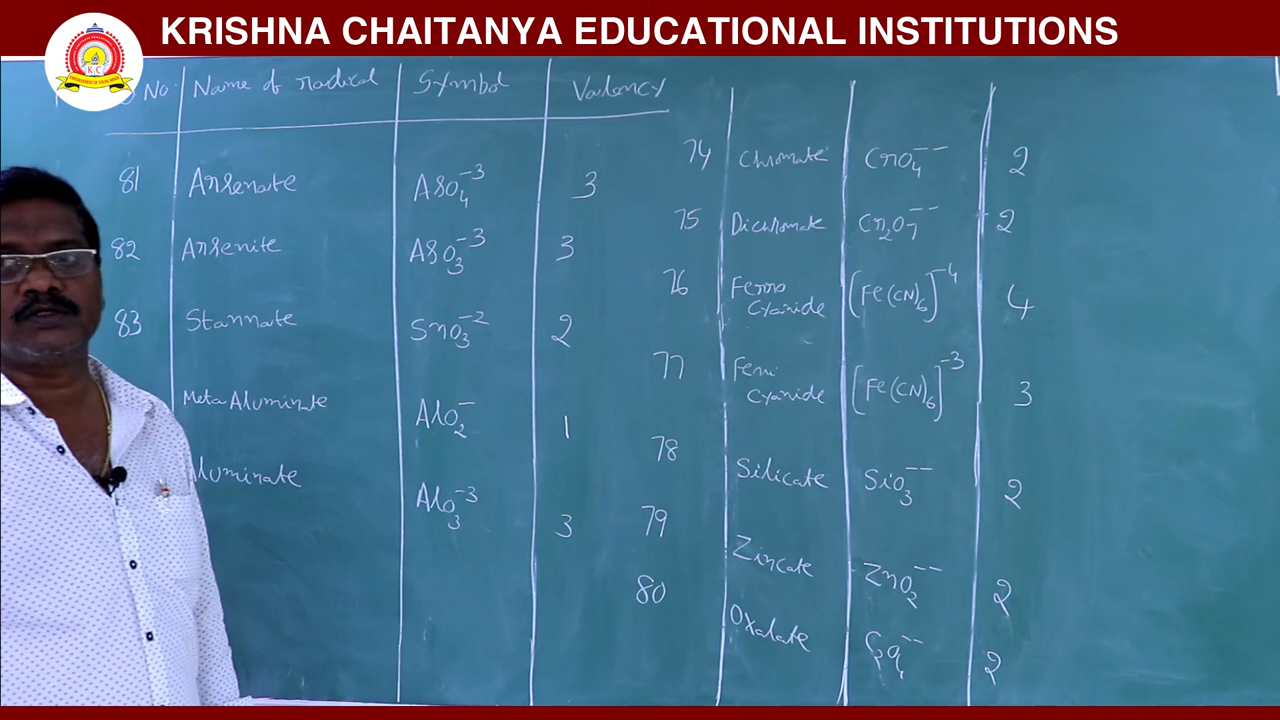 KRISHNA CHAITANYA EDUCATIONAL INSTITUTIONS
K C
No. Name of radical Symbol Valency
81 Arsenate AsO₄⁻³ 3
82 Arsenite AsO₃⁻³ 3
83 Stannate SnO₃⁻² 2
Meta Aluminate AlO₂⁻ 1
Aluminate AlO₃⁻³ 3
74 Chromate CrO₄⁻⁻ 2
75 Dichromate Cr₂O₇⁻⁻ 2
76 Ferro Cyanide [Fe(CN)₆]⁻⁴ 4
77 Ferri Cyanide [Fe(CN)₆]⁻³ 3
78 Silicate SiO₃⁻⁻ 2
79 Zincate ZnO₂⁻⁻ 2
80 Oxalate C₂O₄⁻⁻ 2